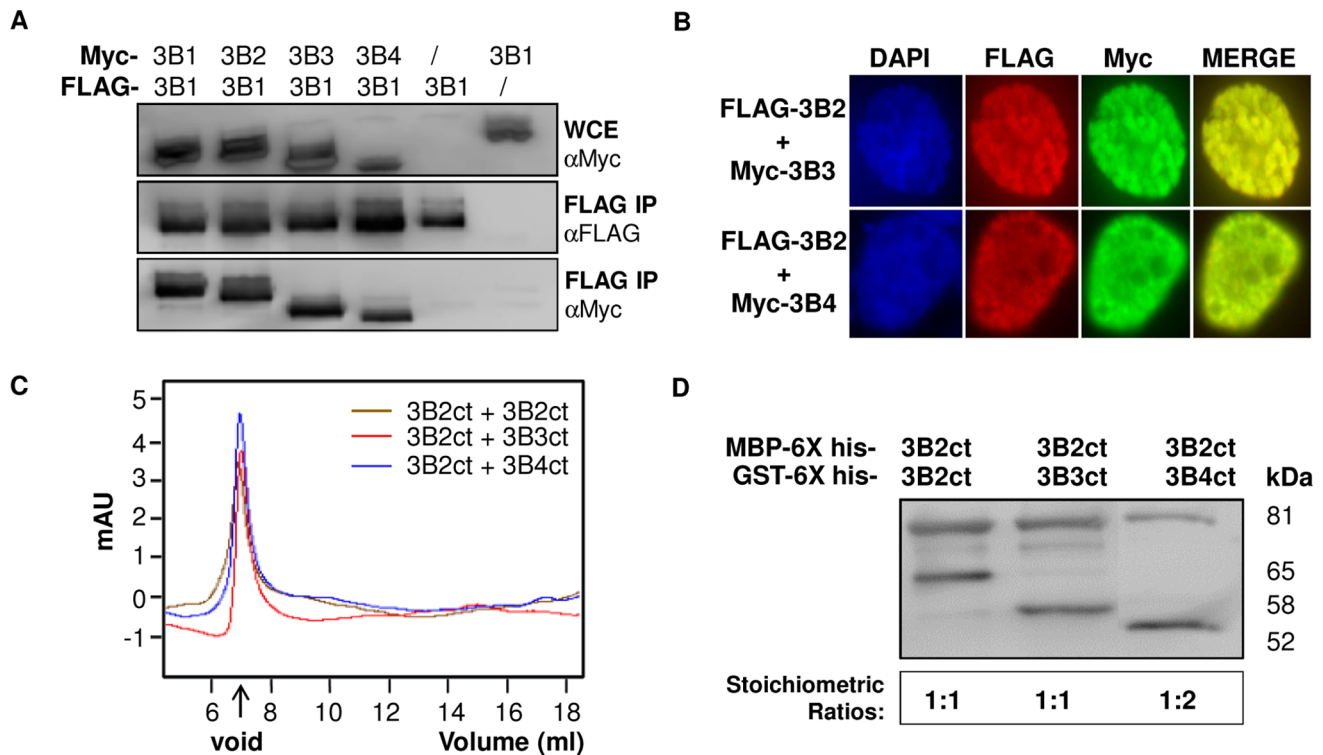 A
Myc- 3B1 3B2 3B3 3B4 / 3B1
FLAG- 3B1 3B1 3B1 3B1 3B1 /
WCE
αMyc
FLAG IP
αFLAG
FLAG IP
αMyc
B
DAPI FLAG Myc MERGE
FLAG-3B2
+
Myc-3B3
FLAG-3B2
+
Myc-3B4
C
mAU
5
4
3
2
1
0
-1
3B2ct + 3B2ct
3B2ct + 3B3ct
3B2ct + 3B4ct
6 8 10 12 14 16 18
void Volume (ml)
D
MBP-6X his- 3B2ct 3B2ct 3B2ct
GST-6X his- 3B2ct 3B3ct 3B4ct kDa
81
65
58
52
Stoichiometric
Ratios:
1:1 1:1 1:2